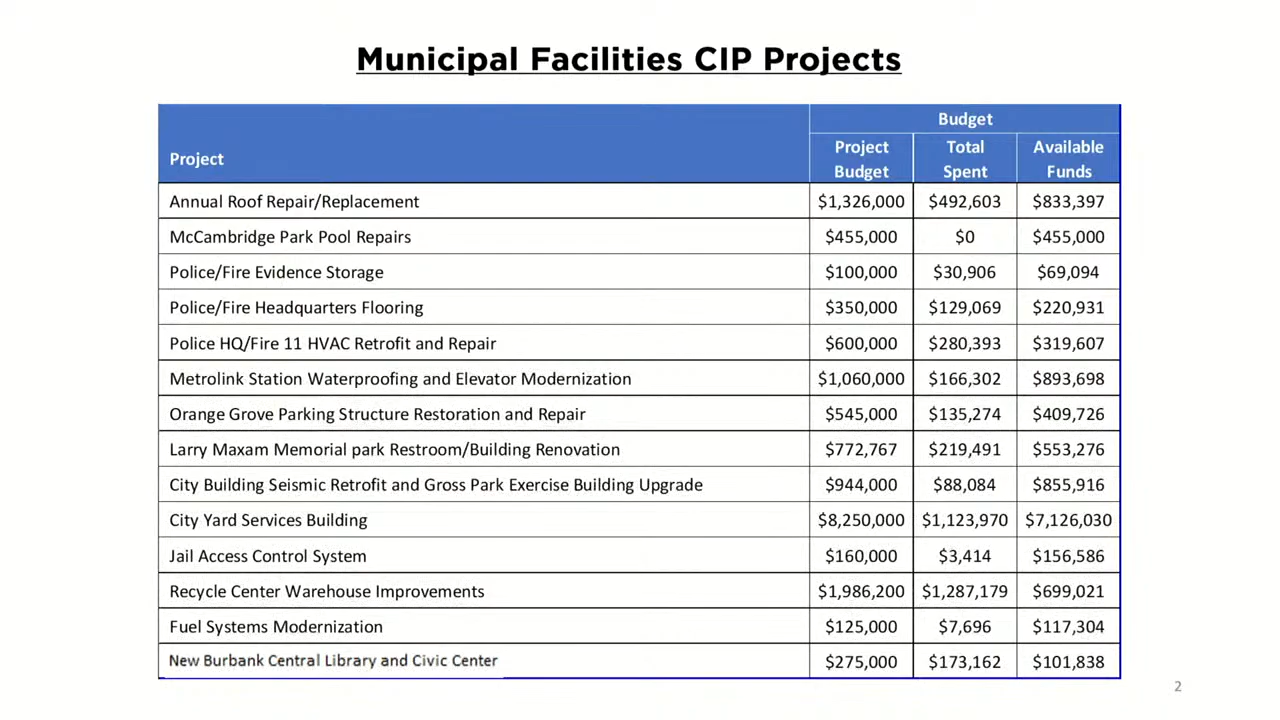 Municipal Facilities CIP Projects
Budget
Project
Project Budget
Total Spent
Available Funds
Annual Roof Repair/Replacement $1,326,000 $492,603 $833,397
McCambridge Park Pool Repairs $455,000 $0 $455,000
Police/Fire Evidence Storage $100,000 $30,906 $69,094
Police/Fire Headquarters Flooring $350,000 $129,069 $220,931
Police HQ/Fire 11 HVAC Retrofit and Repair $600,000 $280,393 $319,607
Metrolink Station Waterproofing and Elevator Modernization $1,060,000 $166,302 $893,698
Orange Grove Parking Structure Restoration and Repair $545,000 $135,274 $409,726
Larry Maxam Memorial park Restroom/Building Renovation $772,767 $219,491 $553,276
City Building Seismic Retrofit and Gross Park Exercise Building Upgrade $944,000 $88,084 $855,916
City Yard Services Building $8,250,000 $1,123,970 $7,126,030
Jail Access Control System $160,000 $3,414 $156,586
Recycle Center Warehouse Improvements $1,986,200 $1,287,179 $699,021
Fuel Systems Modernization $125,000 $7,696 $117,304
New Burbank Central Library and Civic Center $275,000 $173,162 $101,838
2